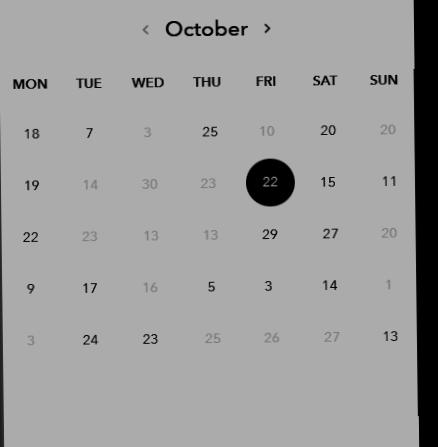 ‹ October ›
MON TUE WED THU FRI SAT SUN
18 7 3 25 10 20 20
19 14 30 23 22 15 11
22 23 13 13 29 27 20
9 17 16 5 3 14 1
3 24 23 25 26 27 13